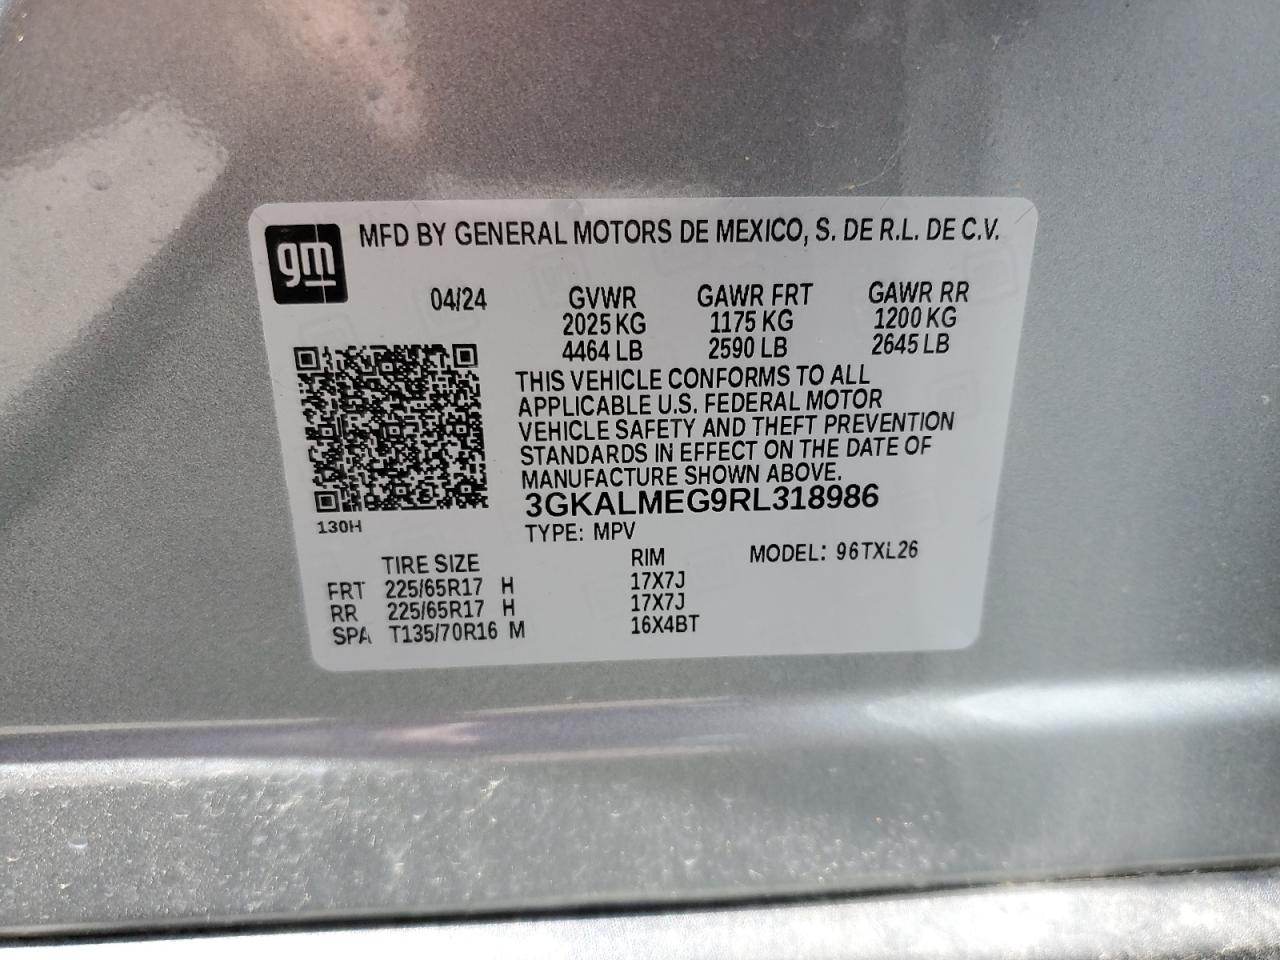 gm
MFD BY GENERAL MOTORS DE MEXICO, S. DE R.L. DE C.V.
04/24 GVWR GAWR FRT GAWR RR
2025 KG 1175 KG 1200 KG
4464 LB 2590 LB 2645 LB
THIS VEHICLE CONFORMS TO ALL
APPLICABLE U.S. FEDERAL MOTOR
VEHICLE SAFETY AND THEFT PREVENTION
STANDARDS IN EFFECT ON THE DATE OF
MANUFACTURE SHOWN ABOVE.
3GKALMEG9RL318986
130H
TYPE: MPV
TIRE SIZE RIM MODEL: 96TXL26
FRT 225/65R17 H 17X7J
RR 225/65R17 H 17X7J
SPA T135/70R16 M 16X4BT